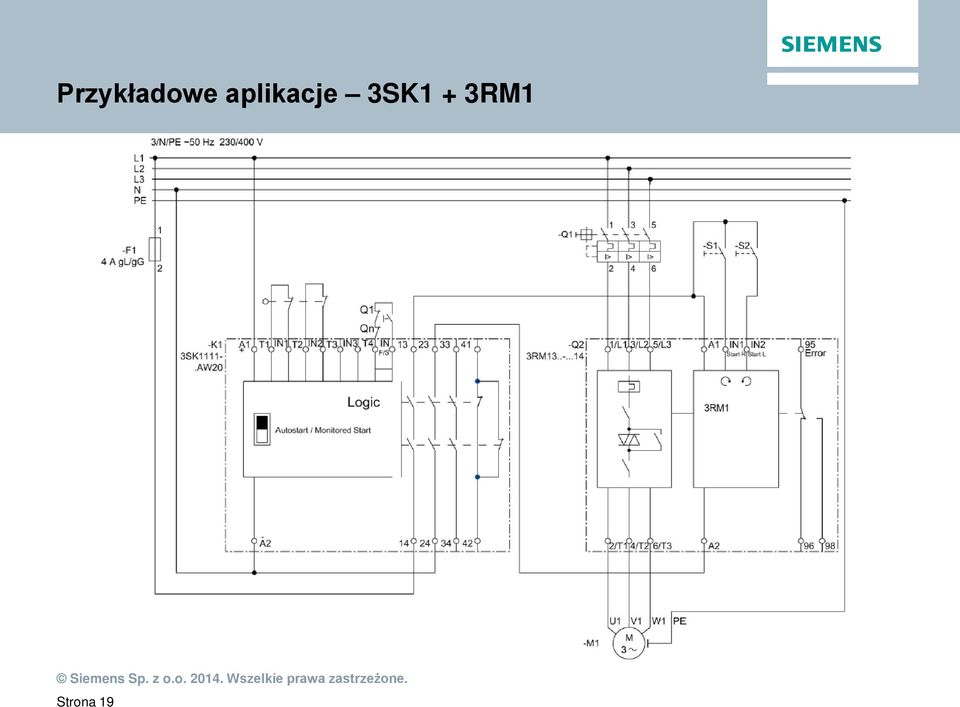 SIEMENS
Przykładowe aplikacje – 3SK1 + 3RM1
3/N/PE ~50 Hz 230/400 V
L1
L2
L3
N
PE
1
-F1
4 A gL/gG
2
-Q1
1 3 5
I> I> I>
2 4 6
-S1 -S2
Q1
Qn
-K1
3SK1111-
.AW20
A1 T1 IN1 T2 IN2 T3 IN3 T4 IN 13 23 33 41
+
F/S
Logic
Autostart / Monitored Start
-
A2 14 24 34 42
-Q2
3RM13..-...14
1/L1 3/L2 5/L3 A1 IN1 IN2 95
Start R Start L Error
3RM1
2/T1 4/T2 6/T3 A2 96 98
U1 V1 W1 PE
-M1
M
3 ~
© Siemens Sp. z o.o. 2014. Wszelkie prawa zastrzeżone.
Strona 19